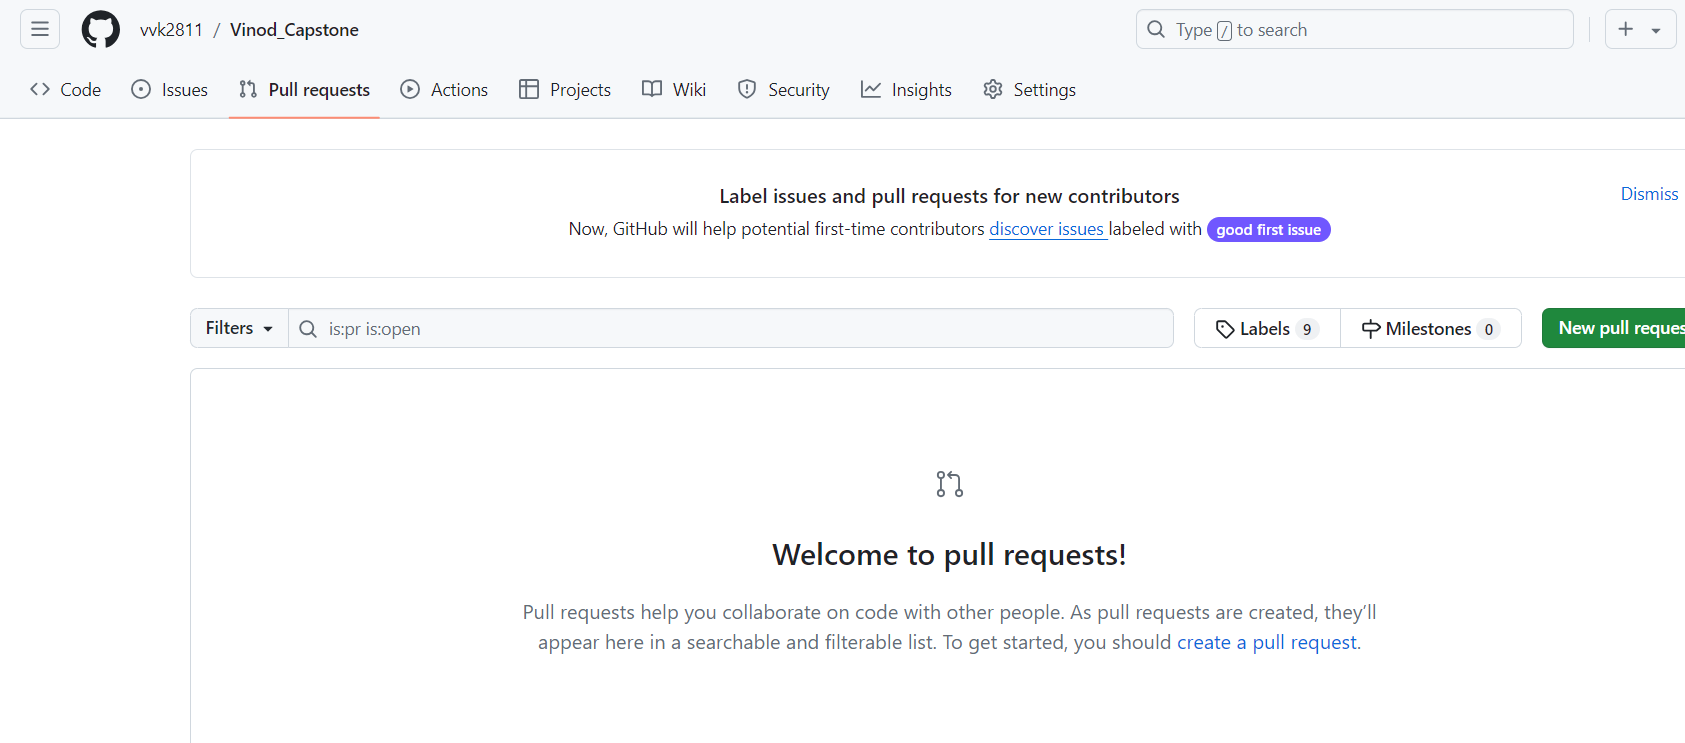 vvk2811 / Vinod_Capstone
Type / to search
Code Issues Pull requests Actions Projects Wiki Security Insights Settings
Label issues and pull requests for new contributors
Dismiss
Now, GitHub will help potential first-time contributors discover issues labeled with good first issue
Filters is:pr is:open Labels 9 Milestones 0 New pull reques
Welcome to pull requests!
Pull requests help you collaborate on code with other people. As pull requests are created, they’ll
appear here in a searchable and filterable list. To get started, you should create a pull request.